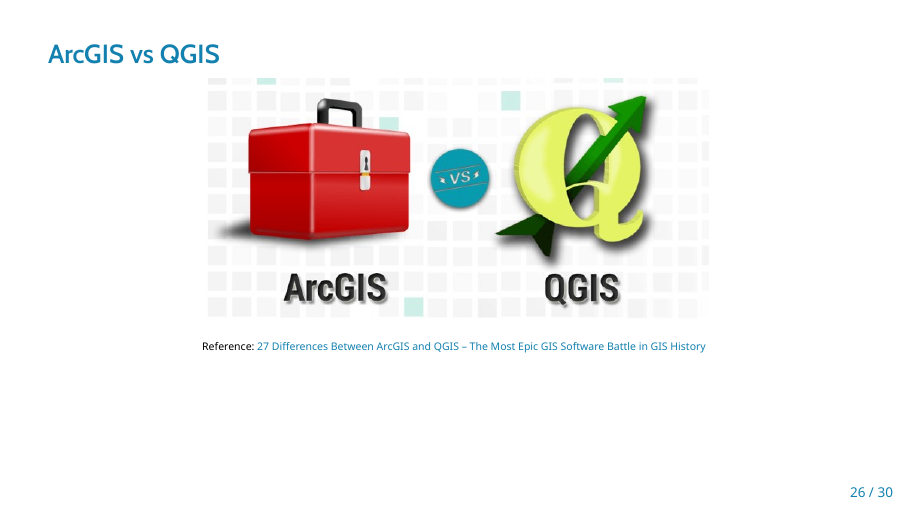 ArcGIS vs QGIS
VS
ArcGIS
QGIS
Reference: 27 Differences Between ArcGIS and QGIS – The Most Epic GIS Software Battle in GIS History
26 / 30